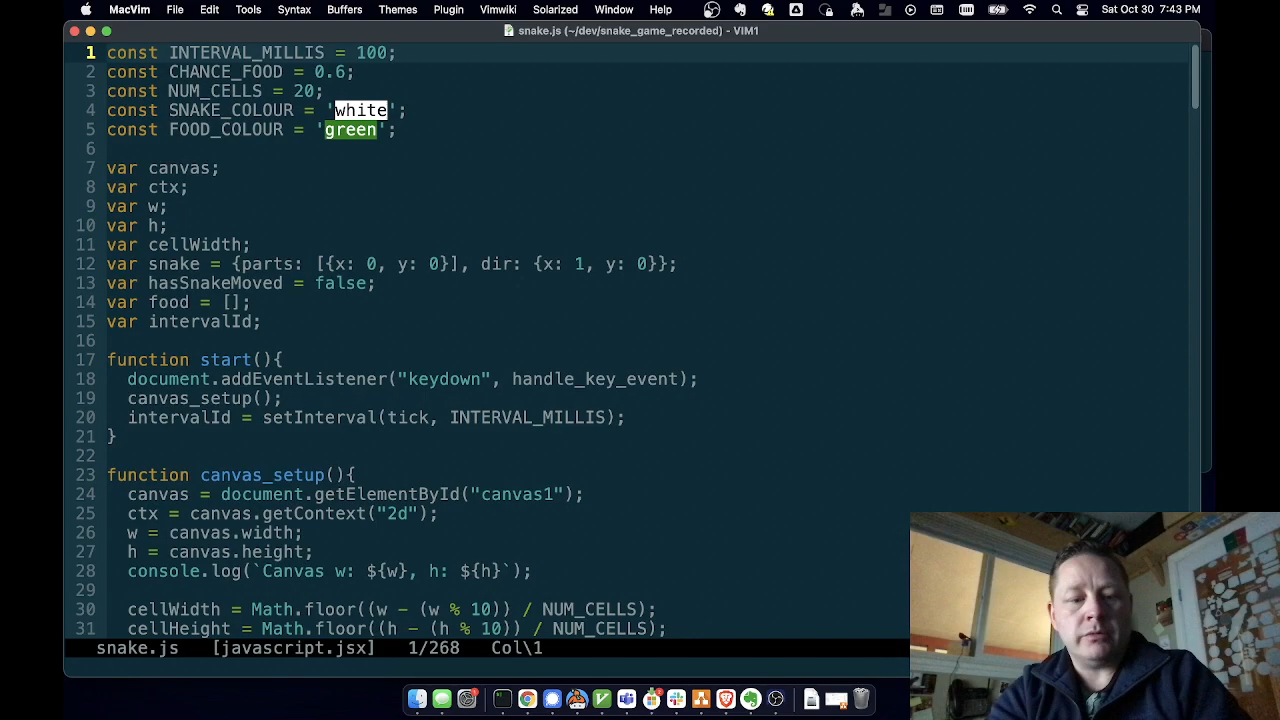 MacVim File Edit Tools Syntax Buffers Themes Plugin Vimwiki Solarized Window Help Sat Oct 30 7:43 PM
snake.js (~/dev/snake_game_recorded) - VIM1
1 const INTERVAL_MILLIS = 100;
2 const CHANCE_FOOD = 0.6;
3 const NUM_CELLS = 20;
4 const SNAKE_COLOUR = 'white';
5 const FOOD_COLOUR = 'green';
6
7 var canvas;
8 var ctx;
9 var w;
10 var h;
11 var cellWidth;
12 var snake = {parts: [{x: 0, y: 0}], dir: {x: 1, y: 0}};
13 var hasSnakeMoved = false;
14 var food = [];
15 var intervalId;
16
17 function start(){
18 document.addEventListener("keydown", handle_key_event);
19 canvas_setup();
20 intervalId = setInterval(tick, INTERVAL_MILLIS);
21 }
22
23 function canvas_setup(){
24 canvas = document.getElementById("canvas1");
25 ctx = canvas.getContext("2d");
26 w = canvas.width;
27 h = canvas.height;
28 console.log(`Canvas w: ${w}, h: ${h}`);
29
30 cellWidth = Math.floor((w - (w % 10)) / NUM_CELLS);
31 cellHeight = Math.floor((h - (h % 10)) / NUM_CELLS);
snake.js [javascript.jsx] 1/268 Col\1